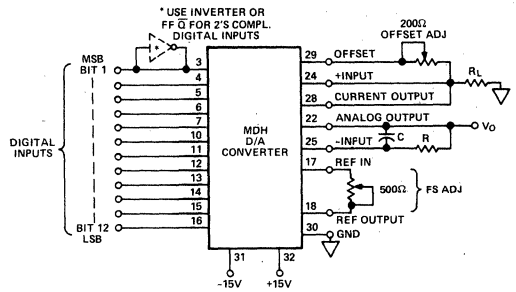 * USE INVERTER OR
FF Q̅ FOR 2'S COMPL.
DIGITAL INPUTS
200Ω
OFFSET ADJ
MSB
BIT 1
3
4
5
6
7
10
11
12
13
14
15
16
BIT 12
LSB
DIGITAL
INPUTS
*
MDH
D/A
CONVERTER
29 OFFSET
24 +INPUT
28 CURRENT OUTPUT
22 ANALOG OUTPUT
25 -INPUT
17 REF IN
18 REF OUTPUT
30 GND
RL
VO
C
R
500Ω
FS ADJ
31
32
-15V
+15V